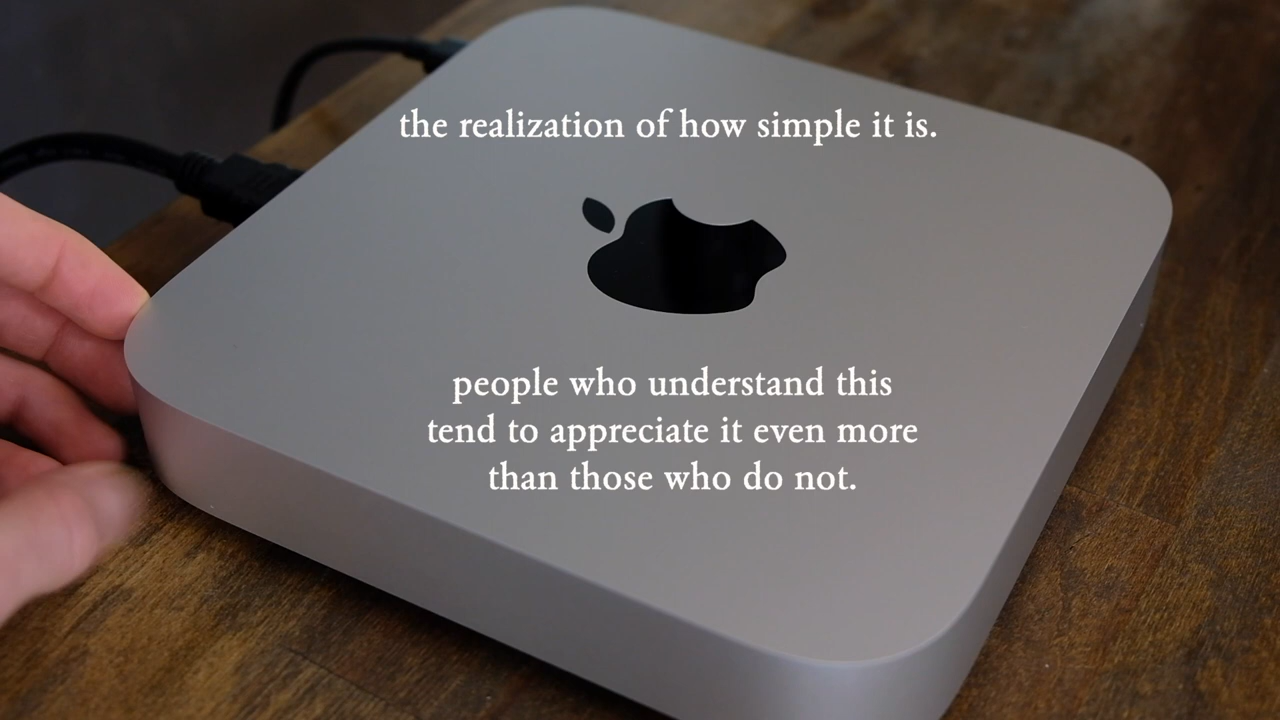 the realization of how simple it is.
people who understand this
tend to appreciate it even more
than those who do not.